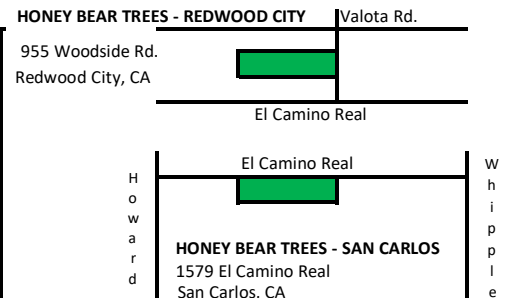 HONEY BEAR TREES - REDWOOD CITY
Valota Rd.
955 Woodside Rd.
Redwood City, CA
El Camino Real
El Camino Real
Howard
Whipple
HONEY BEAR TREES - SAN CARLOS
1579 El Camino Real
San Carlos, CA